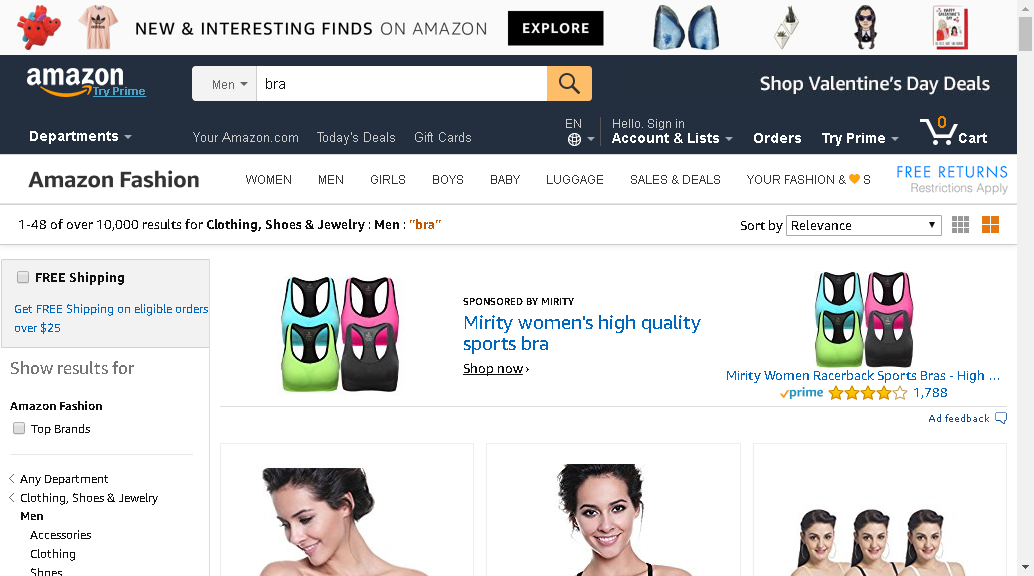 NEW & INTERESTING FINDS ON AMAZON EXPLORE
amazon
Try Prime
Men
bra
Shop Valentine's Day Deals
Departments
Your Amazon.com Today's Deals Gift Cards
EN
Hello. Sign in
Account & Lists
Orders
Try Prime
0
Cart
Amazon Fashion
WOMEN MEN GIRLS BOYS BABY LUGGAGE SALES & DEALS YOUR FASHION & S
FREE RETURNS
Restrictions Apply
1-48 of over 10,000 results for Clothing, Shoes & Jewelry : Men : "bra"
Sort by Relevance
FREE Shipping
Get FREE Shipping on eligible orders
over $25
Show results for
Amazon Fashion
Top Brands
Any Department
Clothing, Shoes & Jewelry
Men
Accessories
Clothing
Shoes
SPONSORED BY MIRITY
Mirity women's high quality
sports bra
Shop now ›
Mirity Women Racerback Sports Bras - High ...
prime 1,788
Ad feedback